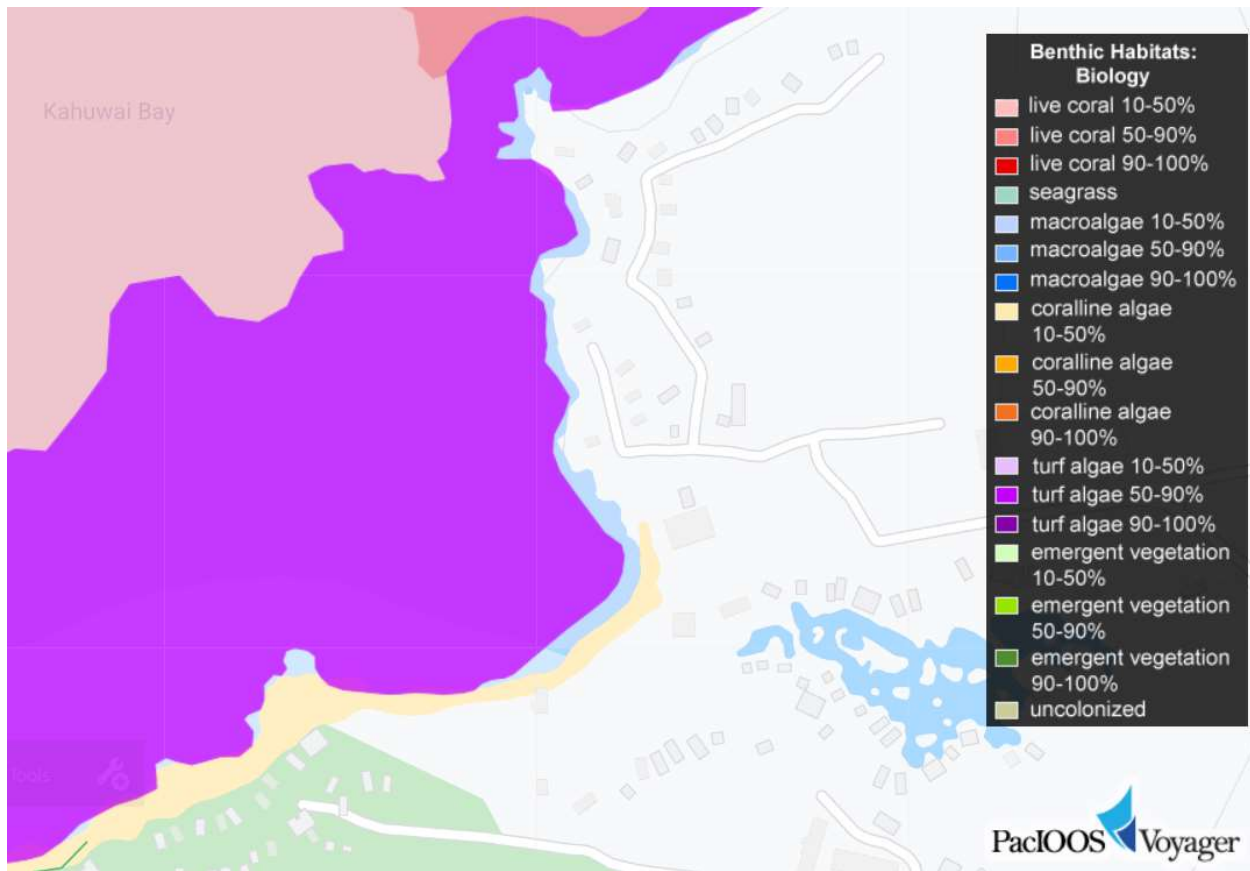 Kahuwai Bay
Benthic Habitats:
Biology
live coral 10-50%
live coral 50-90%
live coral 90-100%
seagrass
macroalgae 10-50%
macroalgae 50-90%
macroalgae 90-100%
coralline algae
10-50%
coralline algae
50-90%
coralline algae
90-100%
turf algae 10-50%
turf algae 50-90%
turf algae 90-100%
emergent vegetation
10-50%
emergent vegetation
50-90%
emergent vegetation
90-100%
uncolonized
Tools
PacIOOS Voyager